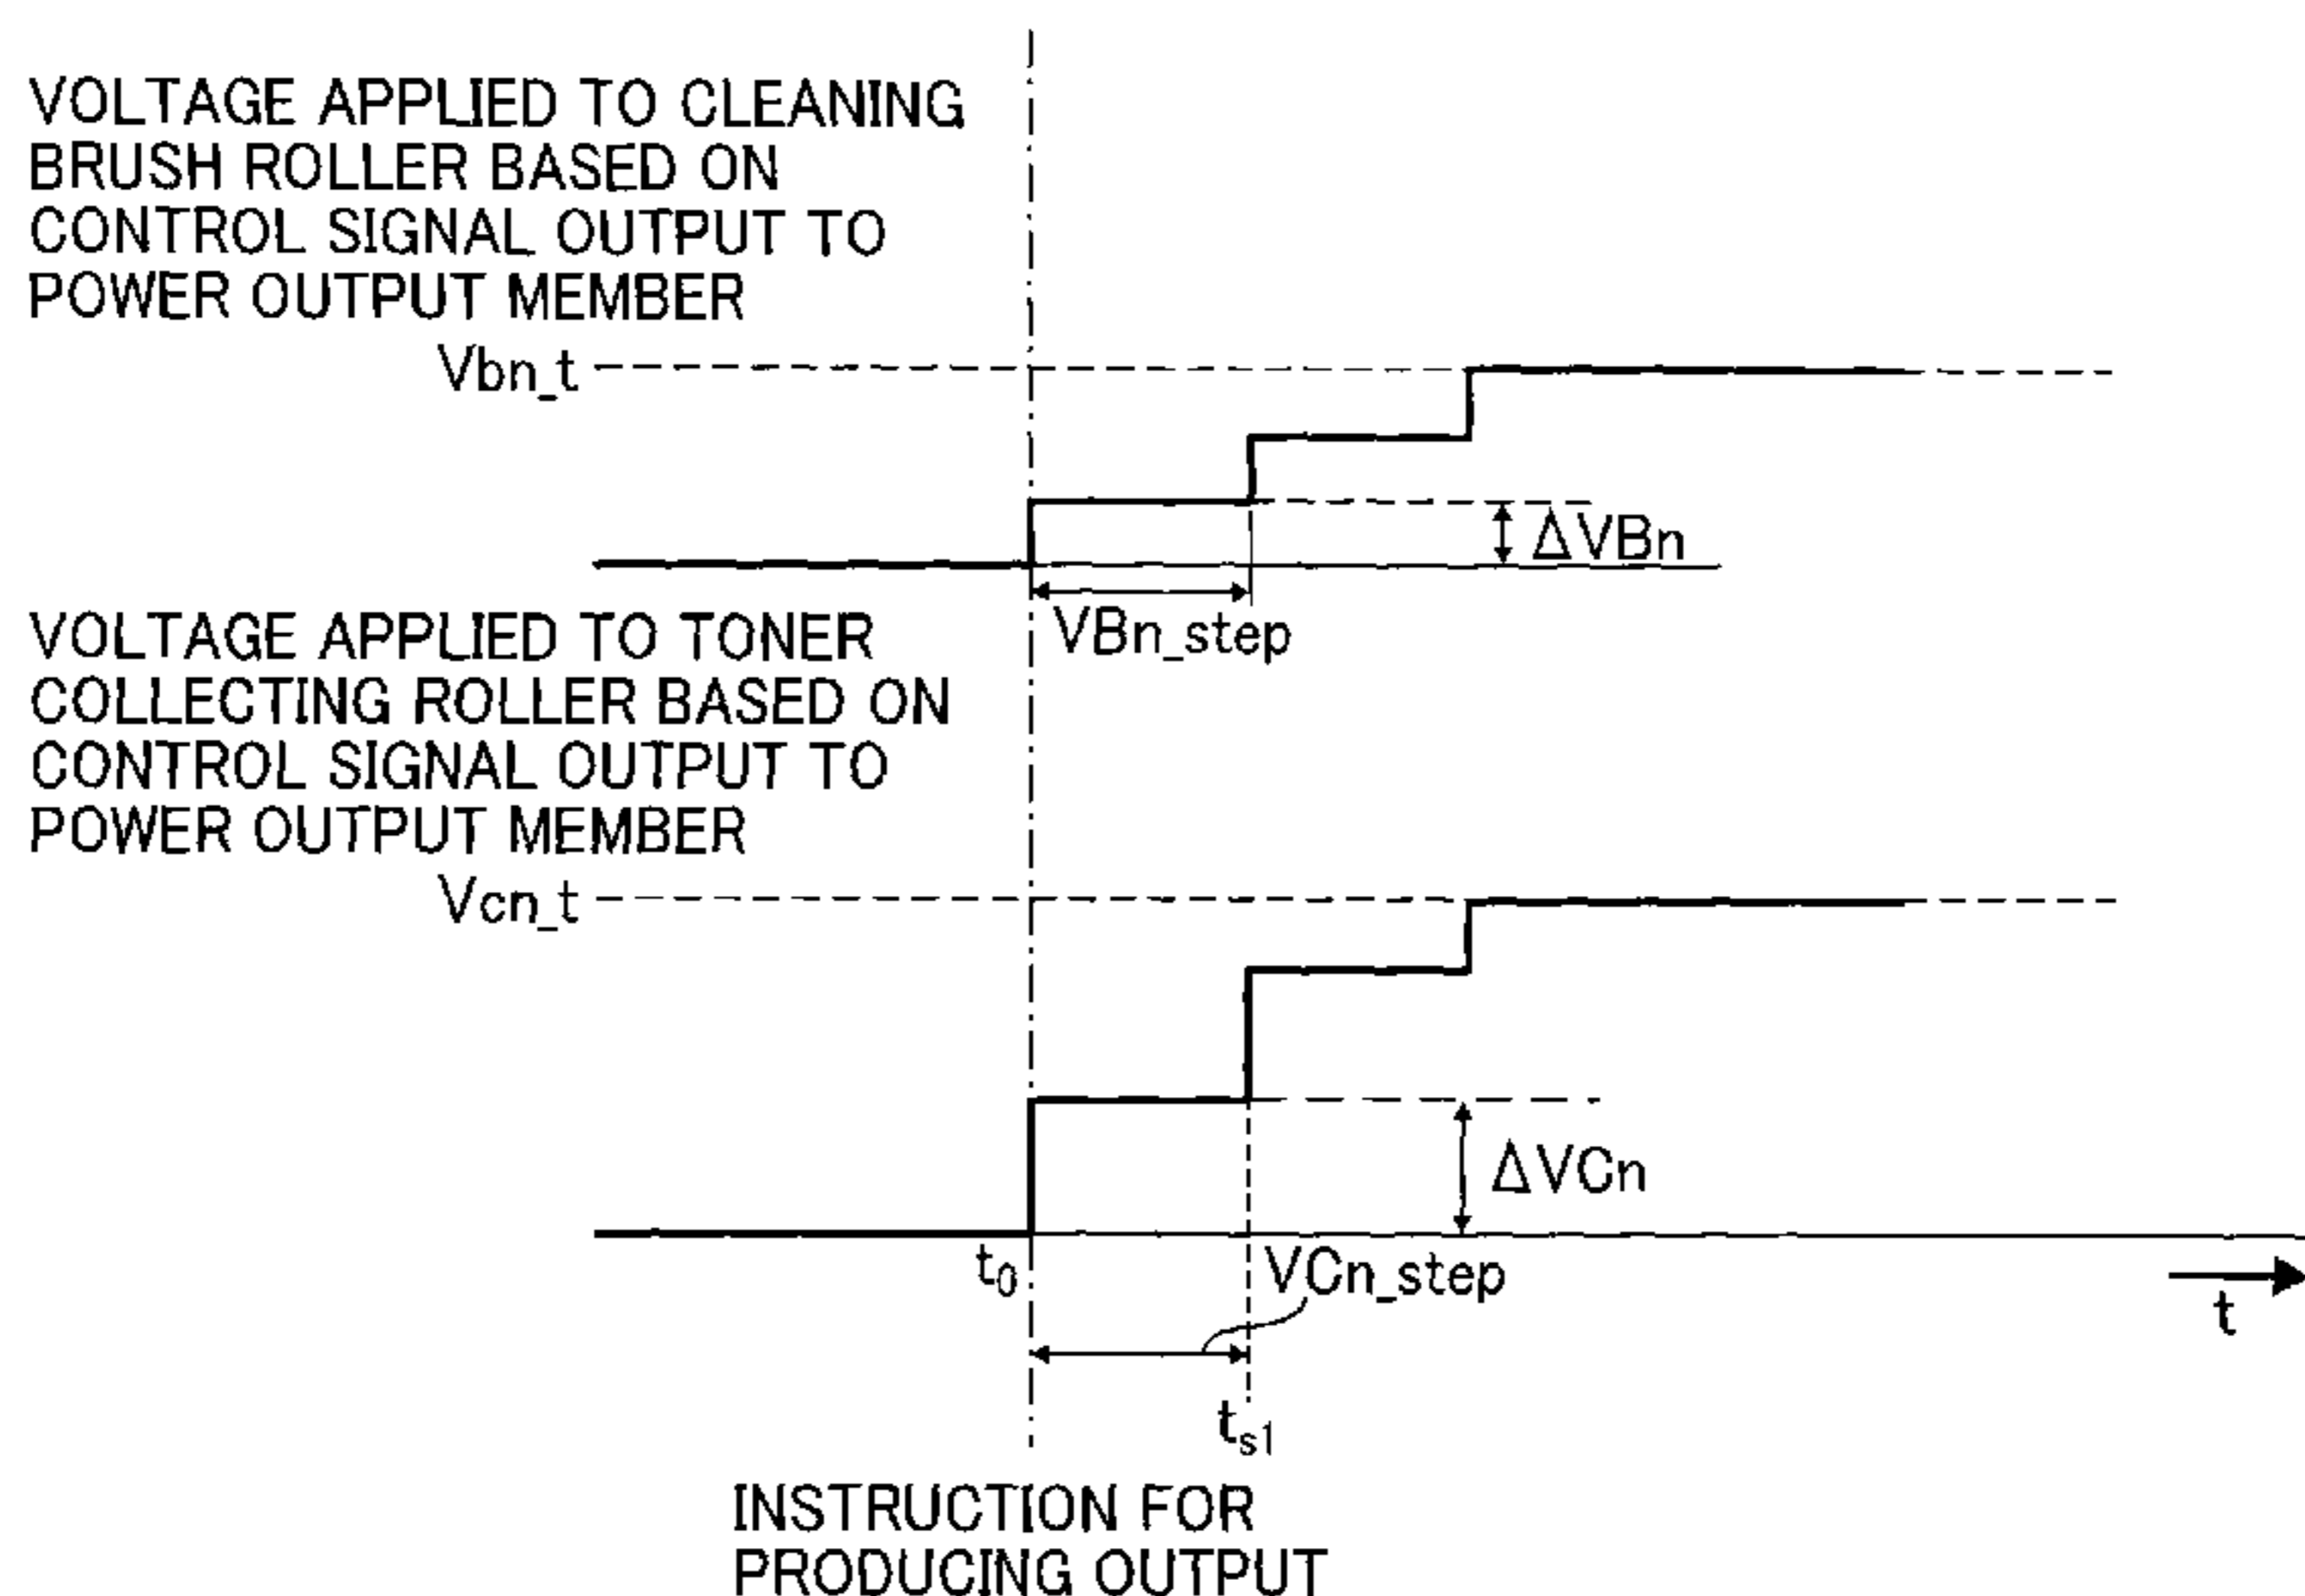 VOLTAGE APPLIED TO CLEANING
BRUSH ROLLER BASED ON
CONTROL SIGNAL OUTPUT TO
POWER OUTPUT MEMBER
Vbn_t
ΔVBn
VBn_step
VOLTAGE APPLIED TO TONER
COLLECTING ROLLER BASED ON
CONTROL SIGNAL OUTPUT TO
POWER OUTPUT MEMBER
Vcn_t
ΔVCn
t0
VCn_step
t
ts1
INSTRUCTION FOR
PRODUCING OUTPUT